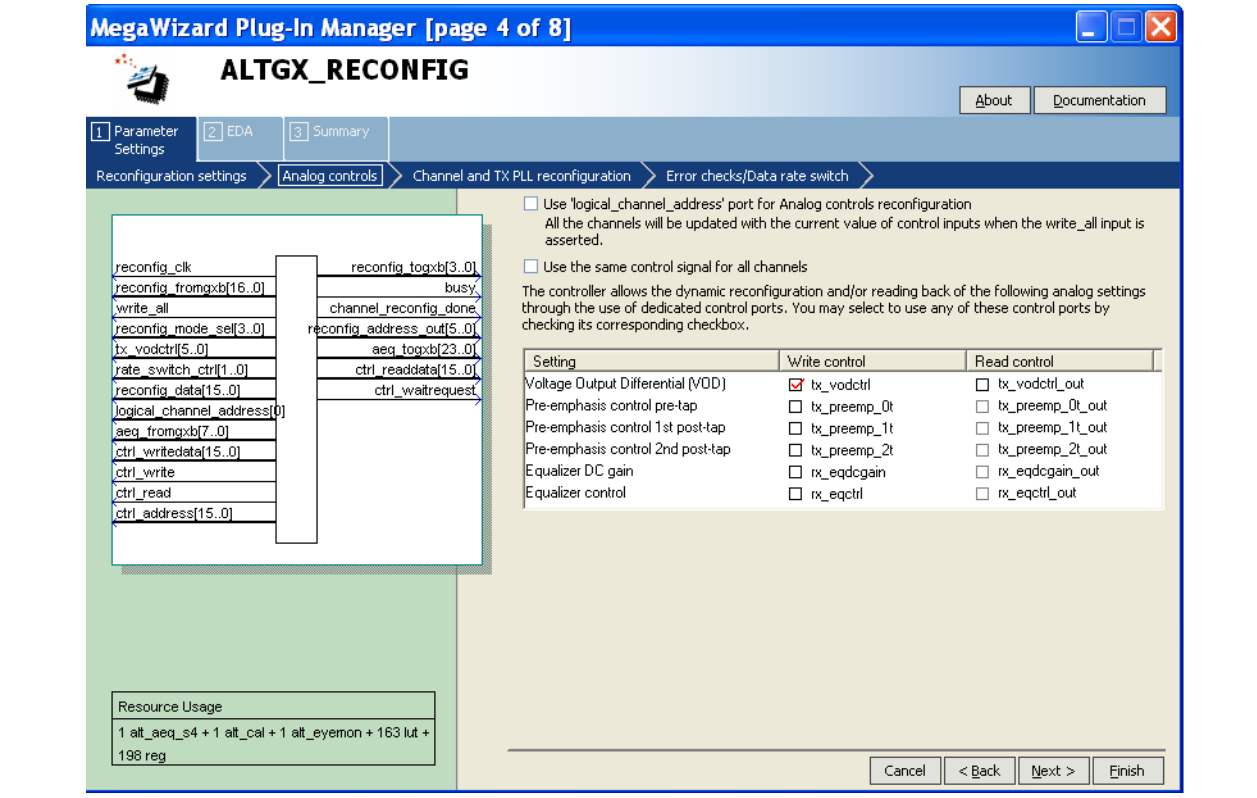 MegaWizard Plug-In Manager [page 4 of 8]
ALTGX_RECONFIG
About
Documentation
1 Parameter Settings
2 EDA
3 Summary
Reconfiguration settings
Analog controls
Channel and TX PLL reconfiguration
Error checks/Data rate switch
reconfig_clk
reconfig_fromgxb[16..0]
write_all
reconfig_mode_sel[3..0]
tx_vodctrl[5..0]
rate_switch_ctrl[1..0]
reconfig_data[15..0]
logical_channel_address[0]
aeq_fromgxb[7..0]
ctrl_writedata[15..0]
ctrl_write
ctrl_read
ctrl_address[15..0]
reconfig_togxb[3..0]
busy
channel_reconfig_done
reconfig_address_out[5..0]
aeq_togxb[23..0]
ctrl_readdata[15..0]
ctrl_waitrequest
Resource Usage
1 alt_aeq_s4 + 1 alt_cal + 1 alt_eyemon + 163 lut +
198 reg
Use 'logical_channel_address' port for Analog controls reconfiguration
All the channels will be updated with the current value of control inputs when the write_all input is
asserted.
Use the same control signal for all channels
The controller allows the dynamic reconfiguration and/or reading back of the following analog settings
through the use of dedicated control ports. You may select to use any of these control ports by
checking its corresponding checkbox.
Setting Write control Read control
Voltage Output Differential (VOD) tx_vodctrl tx_vodctrl_out
Pre-emphasis control pre-tap tx_preemp_0t tx_preemp_0t_out
Pre-emphasis control 1st post-tap tx_preemp_1t tx_preemp_1t_out
Pre-emphasis control 2nd post-tap tx_preemp_2t tx_preemp_2t_out
Equalizer DC gain rx_eqdcgain rx_eqdcgain_out
Equalizer control rx_eqctrl rx_eqctrl_out
Cancel
< Back
Next >
Finish